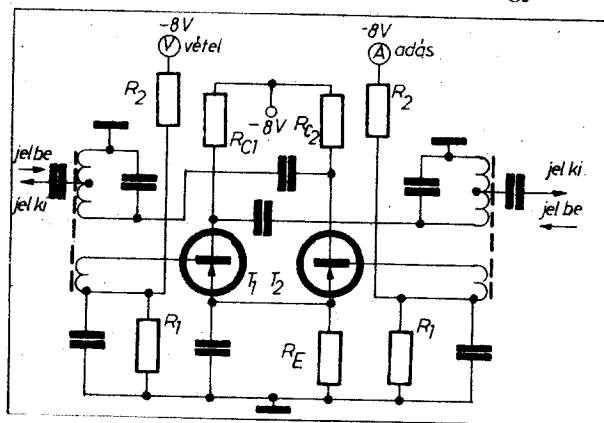 -8V
V vétel
-8V
A adás
R2
RC1
-8V
RC2
R2
jel be
jel ki
jel ki
jel be
T1 T2
R1
RE
R1